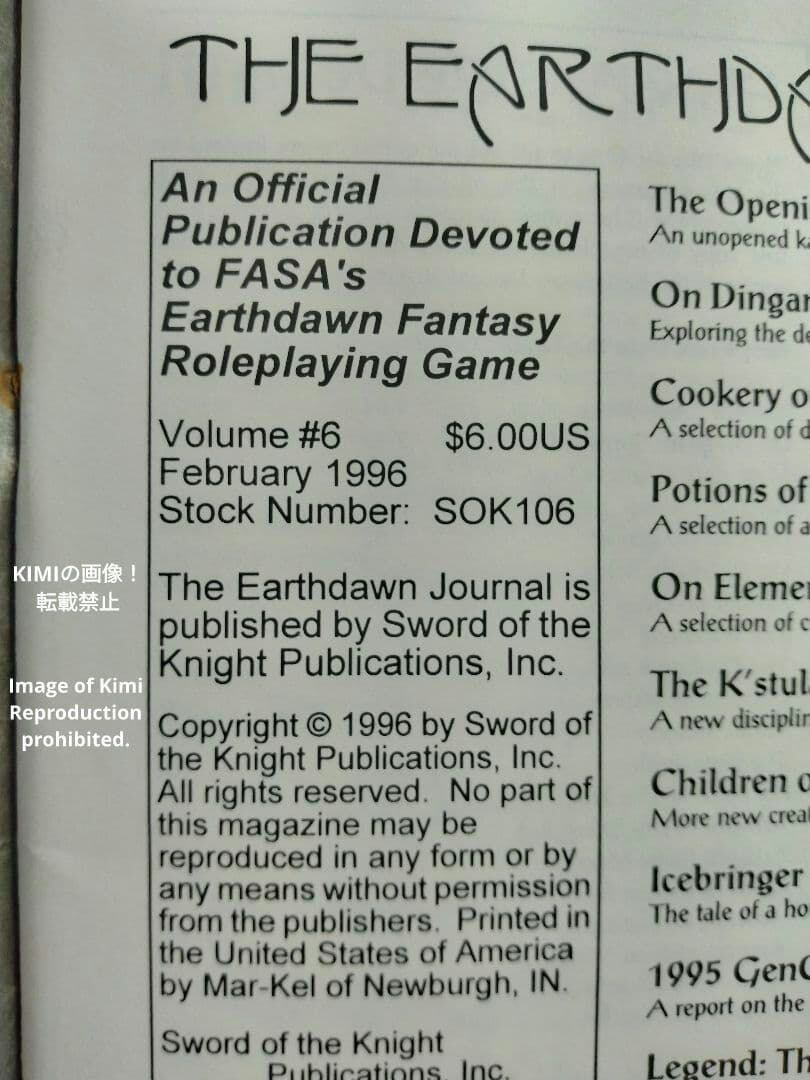 THE EARTHDA
An Official
Publication Devoted
to FASA's
Earthdawn Fantasy
Roleplaying Game
Volume #6 $6.00US
February 1996
Stock Number: SOK106
The Earthdawn Journal is
published by Sword of the
Knight Publications, Inc.
Copyright © 1996 by Sword of
the Knight Publications, Inc.
All rights reserved. No part of
this magazine may be
reproduced in any form or by
any means without permission
from the publishers. Printed in
the United States of America
by Mar-Kel of Newburgh, IN.
Sword of the Knight
Publications, Inc.
The Openi
An unopened ka
On Dingan
Exploring the de
Cookery o
A selection of d
Potions of
A selection of a
On Elemen
A selection of c
The K'stul
A new disciplin
Children o
More new creat
Icebringer
The tale of a ho
1995 GenC
A report on the
Legend: Th
KIMIの画像！
転載禁止
Image of Kimi
Reproduction
prohibited.